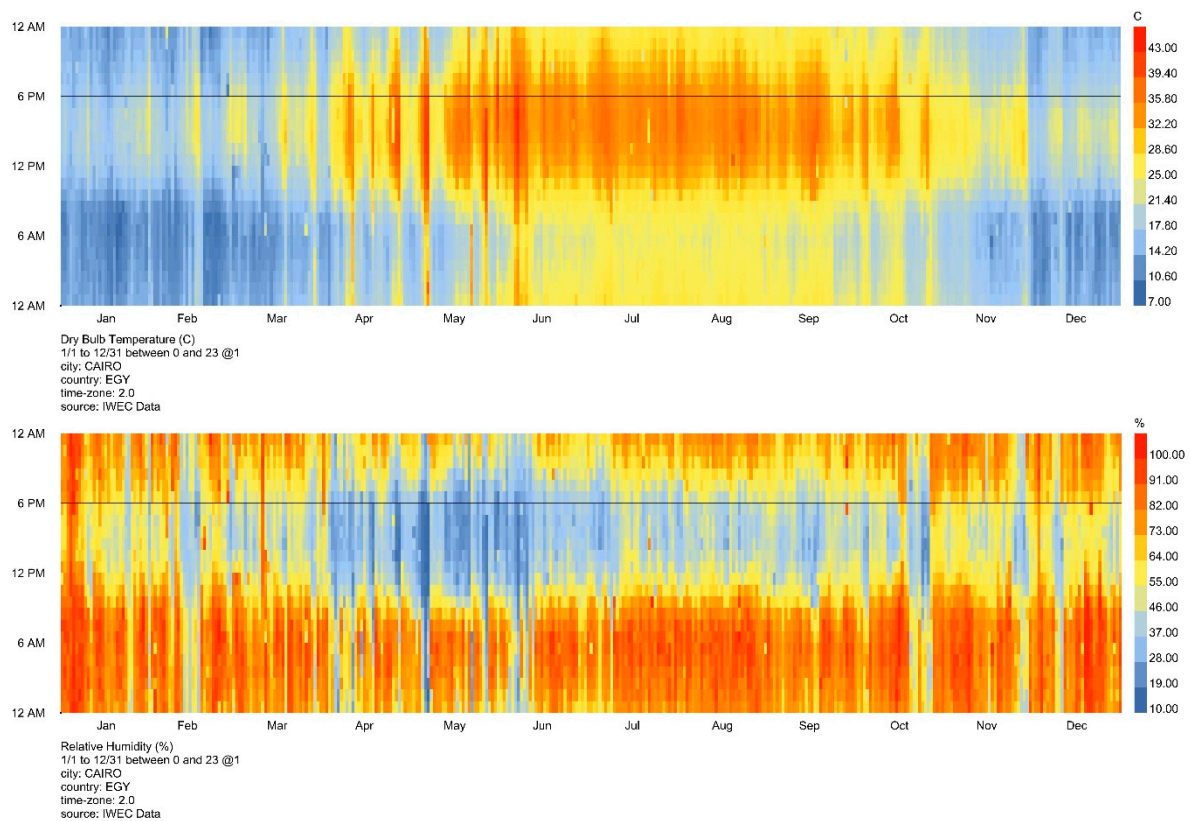 C
12 AM
43.00
39.40
6 PM
35.80
32.20
28.60
12 PM
25.00
21.40
17.80
6 AM
14.20
10.60
12 AM
7.00
Jan Feb Mar Apr May Jun Jul Aug Sep Oct Nov Dec
Dry Bulb Temperature (C)
1/1 to 12/31 between 0 and 23 @1
city: CAIRO
country: EGY
time-zone: 2.0
source: IWEC Data
%
12 AM
100.00
91.00
6 PM
82.00
73.00
64.00
12 PM
55.00
46.00
37.00
6 AM
28.00
19.00
12 AM
10.00
Jan Feb Mar Apr May Jun Jul Aug Sep Oct Nov Dec
Relative Humidity (%)
1/1 to 12/31 between 0 and 23 @1
city: CAIRO
country: EGY
time-zone: 2.0
source: IWEC Data